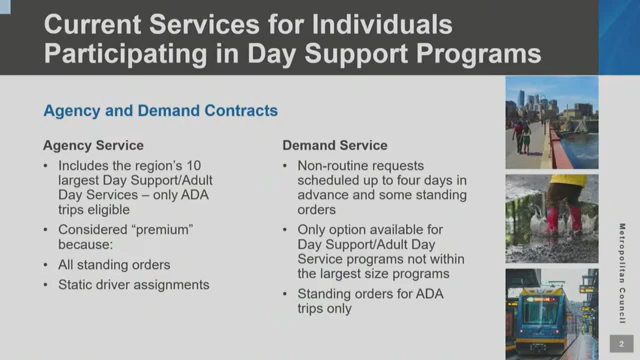 Current Services for Individuals
Participating in Day Support Programs
Agency and Demand Contracts
Agency Service
• Includes the region's 10
largest Day Support/Adult
Day Services – only ADA
trips eligible
• Considered "premium"
because:
• All standing orders
• Static driver assignments
Demand Service
• Non-routine requests
scheduled up to four days in
advance and some standing
orders
• Only option available for
Day Support/Adult Day
Service programs not within
the largest size programs
• Standing orders for ADA
trips only
Metropolitan Council
2